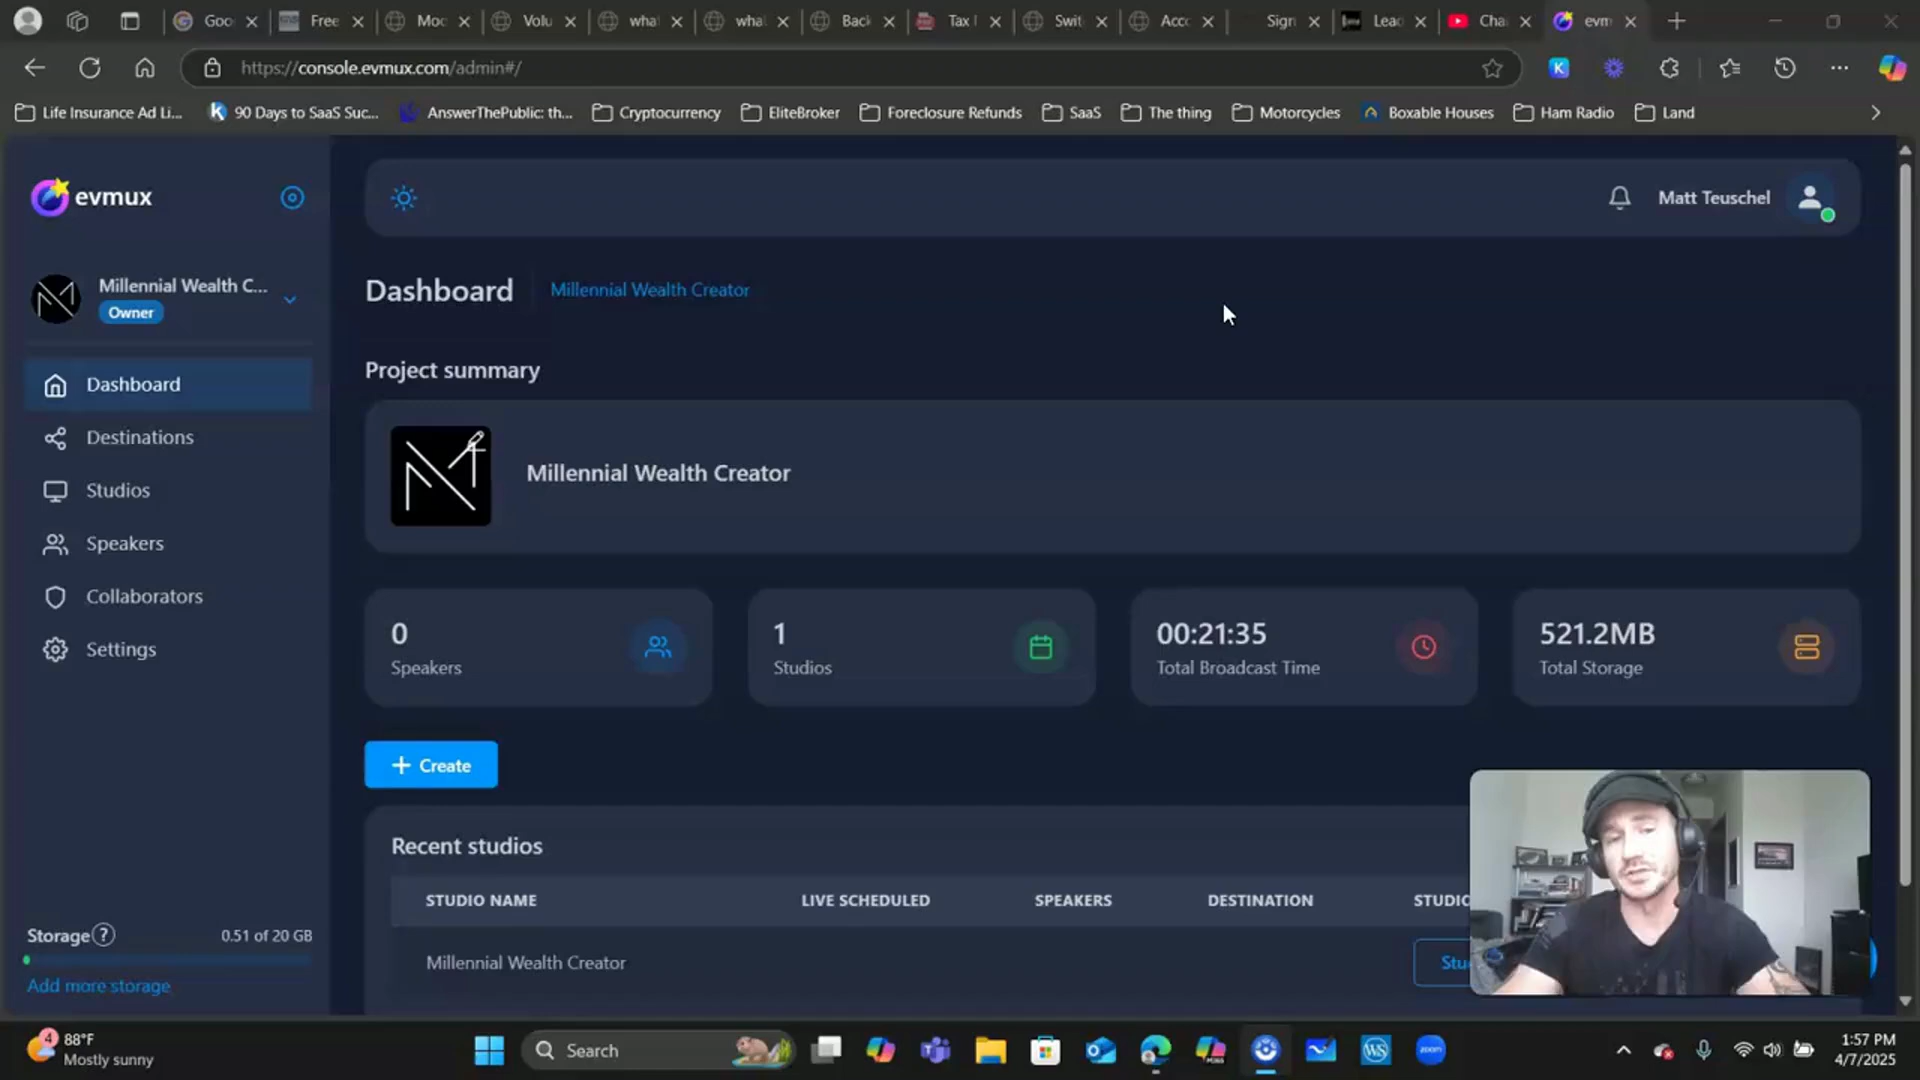 Goo
Free
Moc
Volu
what
what
Back
Tax I
Swit
Acco
Sign
Lead
Cha
evm
https://console.evmux.com/admin#/
Life Insurance Ad Li...
90 Days to SaaS Suc...
AnswerThePublic: th...
Cryptocurrency
EliteBroker
Foreclosure Refunds
SaaS
The thing
Motorcycles
Boxable Houses
Ham Radio
Land
evmux
Matt Teuschel
Millennial Wealth C...
Owner
Dashboard
Millennial Wealth Creator
Project summary
Dashboard
Destinations
Studios
Speakers
Collaborators
Settings
Millennial Wealth Creator
0
Speakers
1
Studios
00:21:35
Total Broadcast Time
521.2MB
Total Storage
+ Create
Recent studios
STUDIO NAME
LIVE SCHEDULED
SPEAKERS
DESTINATION
STUDIO
Millennial Wealth Creator
Stu
Storage ?
0.51 of 20 GB
Add more storage
4
88°F
Mostly sunny
Search
WS
zoom
1:57 PM
4/7/2025